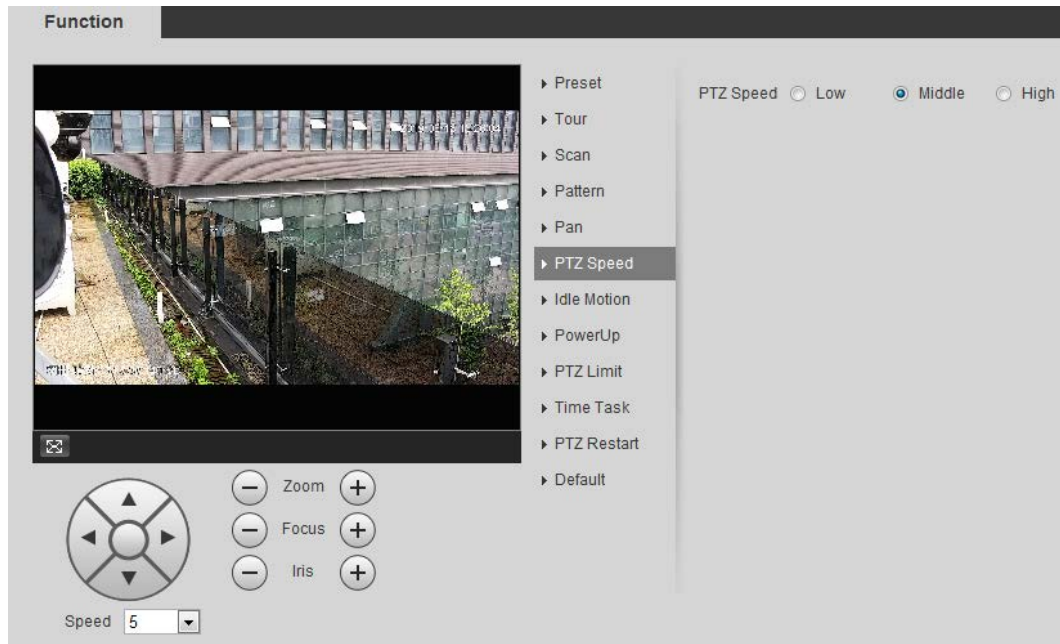 Function
Preset
Tour
Scan
Pattern
Pan
PTZ Speed
Idle Motion
PowerUp
PTZ Limit
Time Task
PTZ Restart
Default
PTZ Speed Low Middle High
Zoom
Focus
Iris
Speed 5